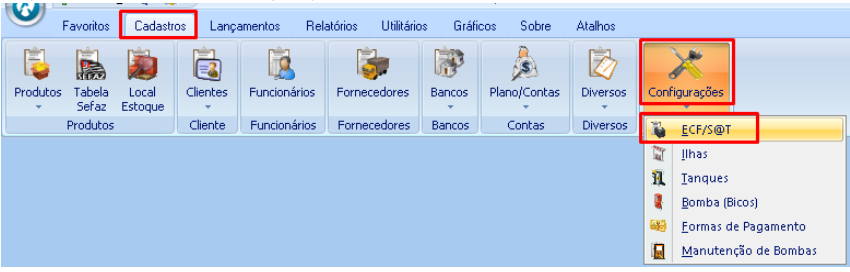 Favoritos Cadastros Lançamentos Relatórios Utilitários Gráficos Sobre Atalhos
Produtos Tabela Sefaz Local Estoque Clientes Funcionários Fornecedores Bancos Plano/Contas Diversos Configurações
Produtos Cliente Funcionários Fornecedores Bancos Contas Diversos
ECF/S@T
Ilhas
Tanques
Bomba (Bicos)
Formas de Pagamento
Manutenção de Bombas